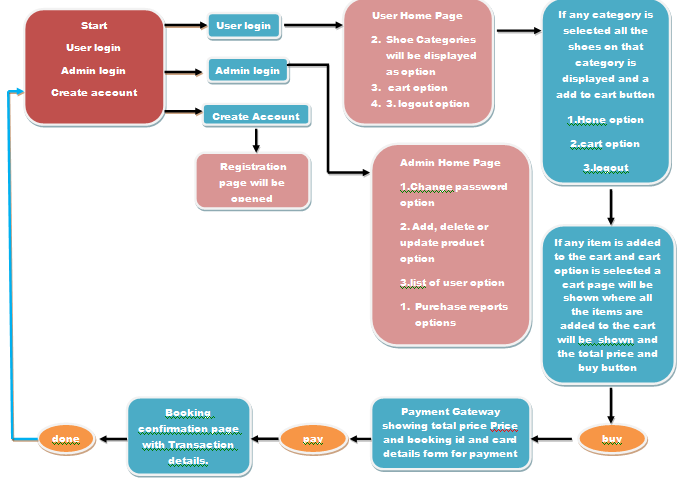 Start
User login
Admin login
Create account
User login
Admin login
Create Account
Registration
page will be
opened
User Home Page
2. Shoe Categories
will be displayed
as option
3. cart option
4. 3. logout option
Admin Home Page
1.Change password
option
2. Add, delete or
update product
option
3.list of user option
1. Purchase reports
options
If any category is
selected all the
shoes on that
category is
displayed and a
add to cart button
1.Hone option
2.cart option
3.logout
If any item is added
to the cart and cart
option is selected a
cart page will be
shown where all
the items are
added to the cart
will be shown and
the total price and
buy button
buy
Payment Gateway
showing total price Price
and booking id and card
details form for payment
pay
Booking
confirmation page
with Transaction
details.
done